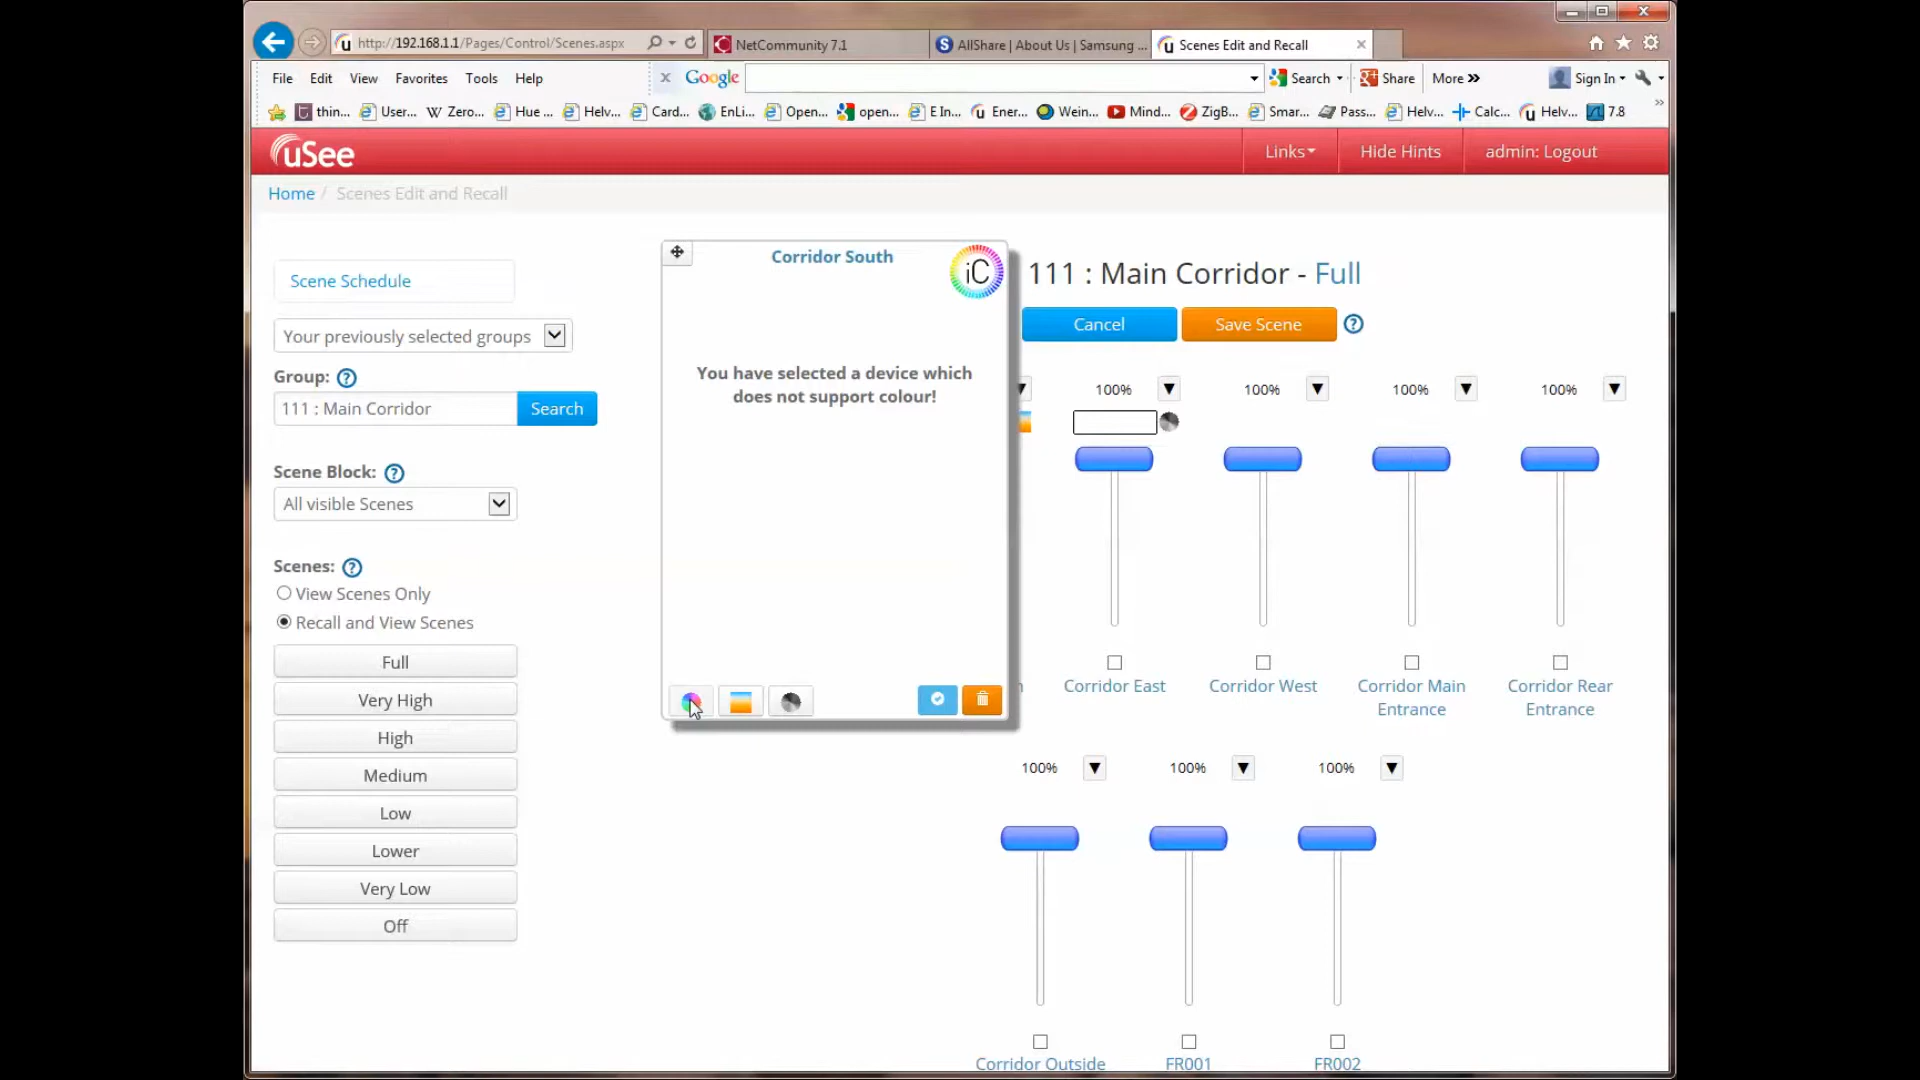 http://192.168.1.1/Pages/Control/Scenes.aspx
NetCommunity 7.1
AllShare | About Us | Samsung ...
Scenes Edit and Recall
File Edit View Favorites Tools Help
x Google Search Share More » Sign In
thin... User... Zero... Hue ... Helv... Card... EnLi... Open... open... E In... Ener... Wein... Mind... ZigB... Smar... Pass... Helv... Calc... Helv... 7.8
uSee
Links Hide Hints admin: Logout
Home / Scenes Edit and Recall
Scene Schedule
Your previously selected groups
Group: ?
111 : Main Corridor
Search
Scene Block: ?
All visible Scenes
Scenes: ?
View Scenes Only
Recall and View Scenes
Full
Very High
High
Medium
Low
Lower
Very Low
Off
Corridor South
iC
You have selected a device which
does not support colour!
111 : Main Corridor - Full
Cancel
Save Scene
?
100% 100% 100% 100%
Corridor East
Corridor West
Corridor Main
Entrance
Corridor Rear
Entrance
100% 100% 100%
Corridor Outside
FR001
FR002